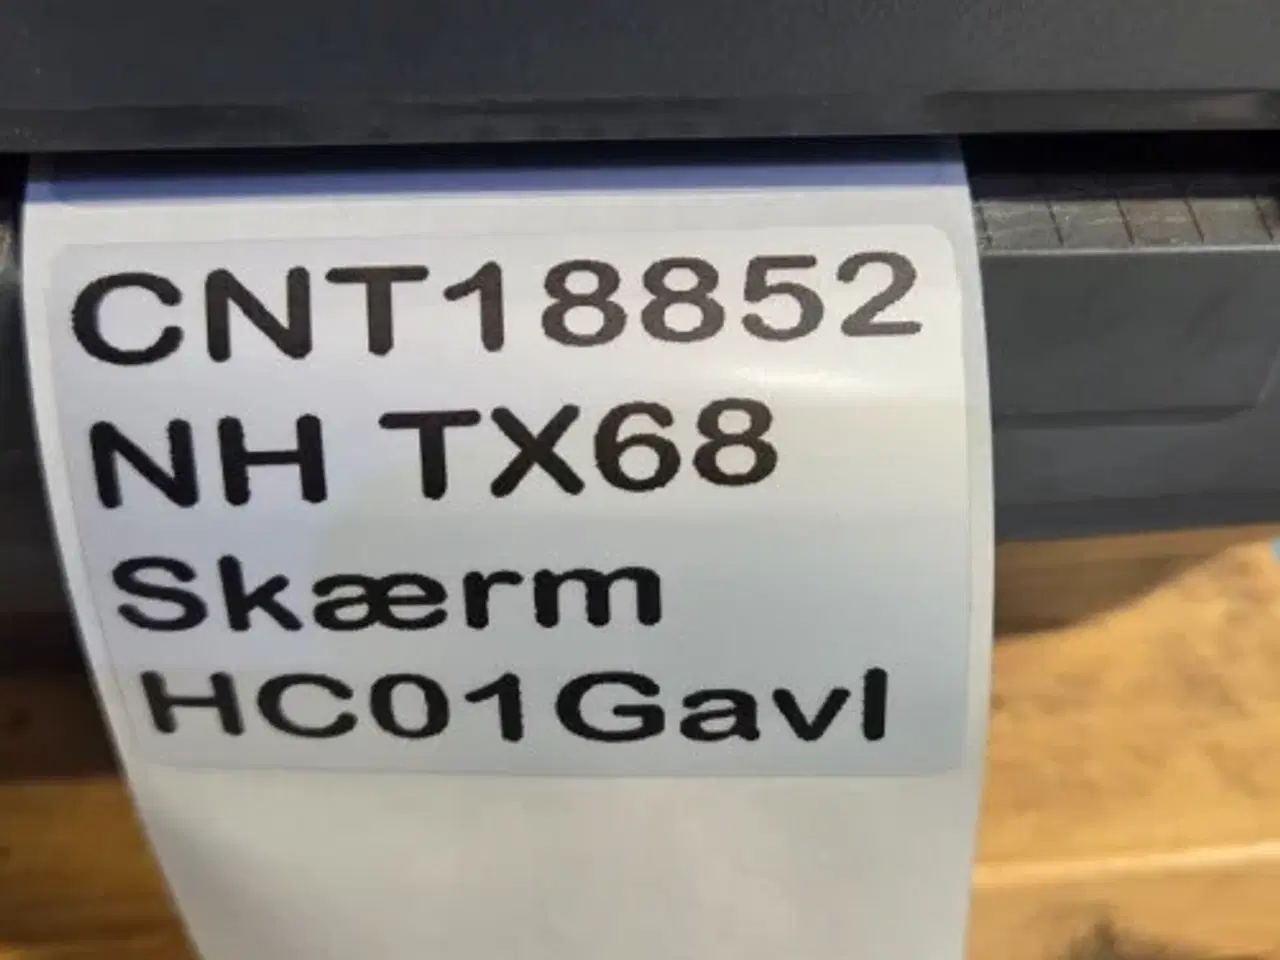 CNT18852
NH TX68
Skærm
HC01Gavl